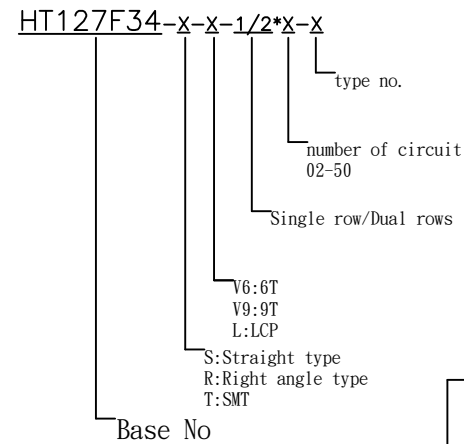 HT127F34-X-X-1/2*X-X
type no.
number of circuit
02-50
Single row/Dual rows
V6:6T
V9:9T
L:LCP
S:Straight type
R:Right angle type
T:SMT
Base No